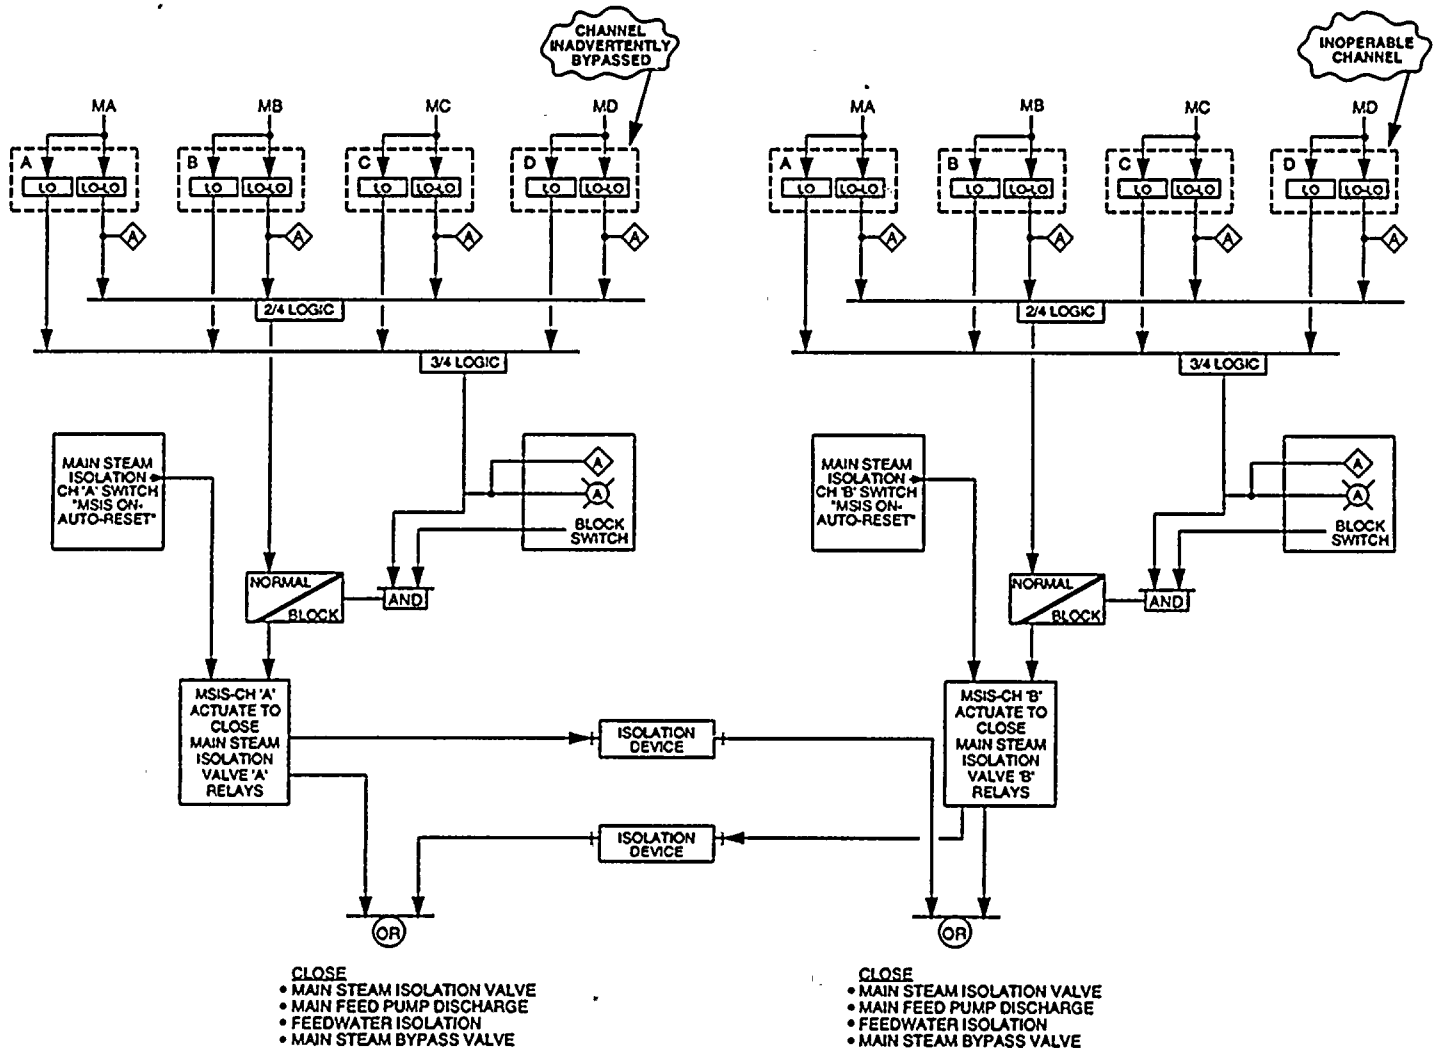 CHANNEL
INADVERTENTLY
BYPASSED
INOPERABLE
CHANNEL
MA MB MC MD
MA MB MC MD
A B C D
A B C D
LO LO-LO LO LO-LO LO LO-LO LO LO-LO
LO LO-LO LO LO-LO LO LO-LO LO LO-LO
A A A A
A A A A
2/4 LOGIC
2/4 LOGIC
3/4 LOGIC
3/4 LOGIC
MAIN STEAM
ISOLATION
CH 'A' SWITCH
"MSIS ON-
AUTO-RESET"
A
A
BLOCK
SWITCH
MAIN STEAM
ISOLATION
CH 'B' SWITCH
"MSIS ON-
AUTO-RESET"
A
A
BLOCK
SWITCH
NORMAL
BLOCK
AND
NORMAL
BLOCK
AND
MSIS-CH 'A'
ACTUATE TO
CLOSE
MAIN STEAM
ISOLATION
VALVE 'A'
RELAYS
ISOLATION
DEVICE
ISOLATION
DEVICE
MSIS-CH 'B'
ACTUATE TO
CLOSE
MAIN STEAM
ISOLATION
VALVE 'B'
RELAYS
OR
OR
CLOSE
• MAIN STEAM ISOLATION VALVE
• MAIN FEED PUMP DISCHARGE
• FEEDWATER ISOLATION
• MAIN STEAM BYPASS VALVE
CLOSE
• MAIN STEAM ISOLATION VALVE
• MAIN FEED PUMP DISCHARGE
• FEEDWATER ISOLATION
• MAIN STEAM BYPASS VALVE